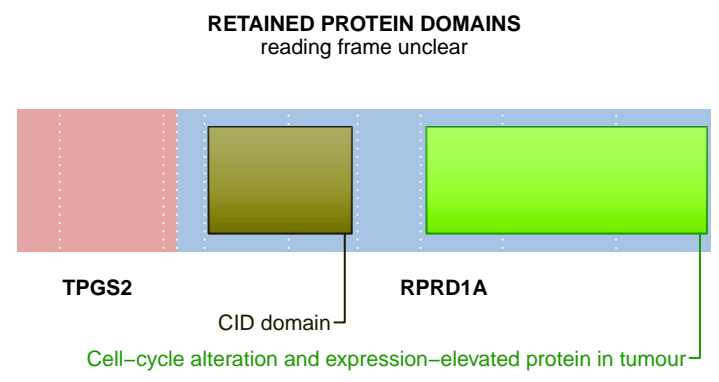 RETAINED PROTEIN DOMAINS
reading frame unclear
TPGS2
RPRD1A
CID domain
Cell−cycle alteration and expression−elevated protein in tumour